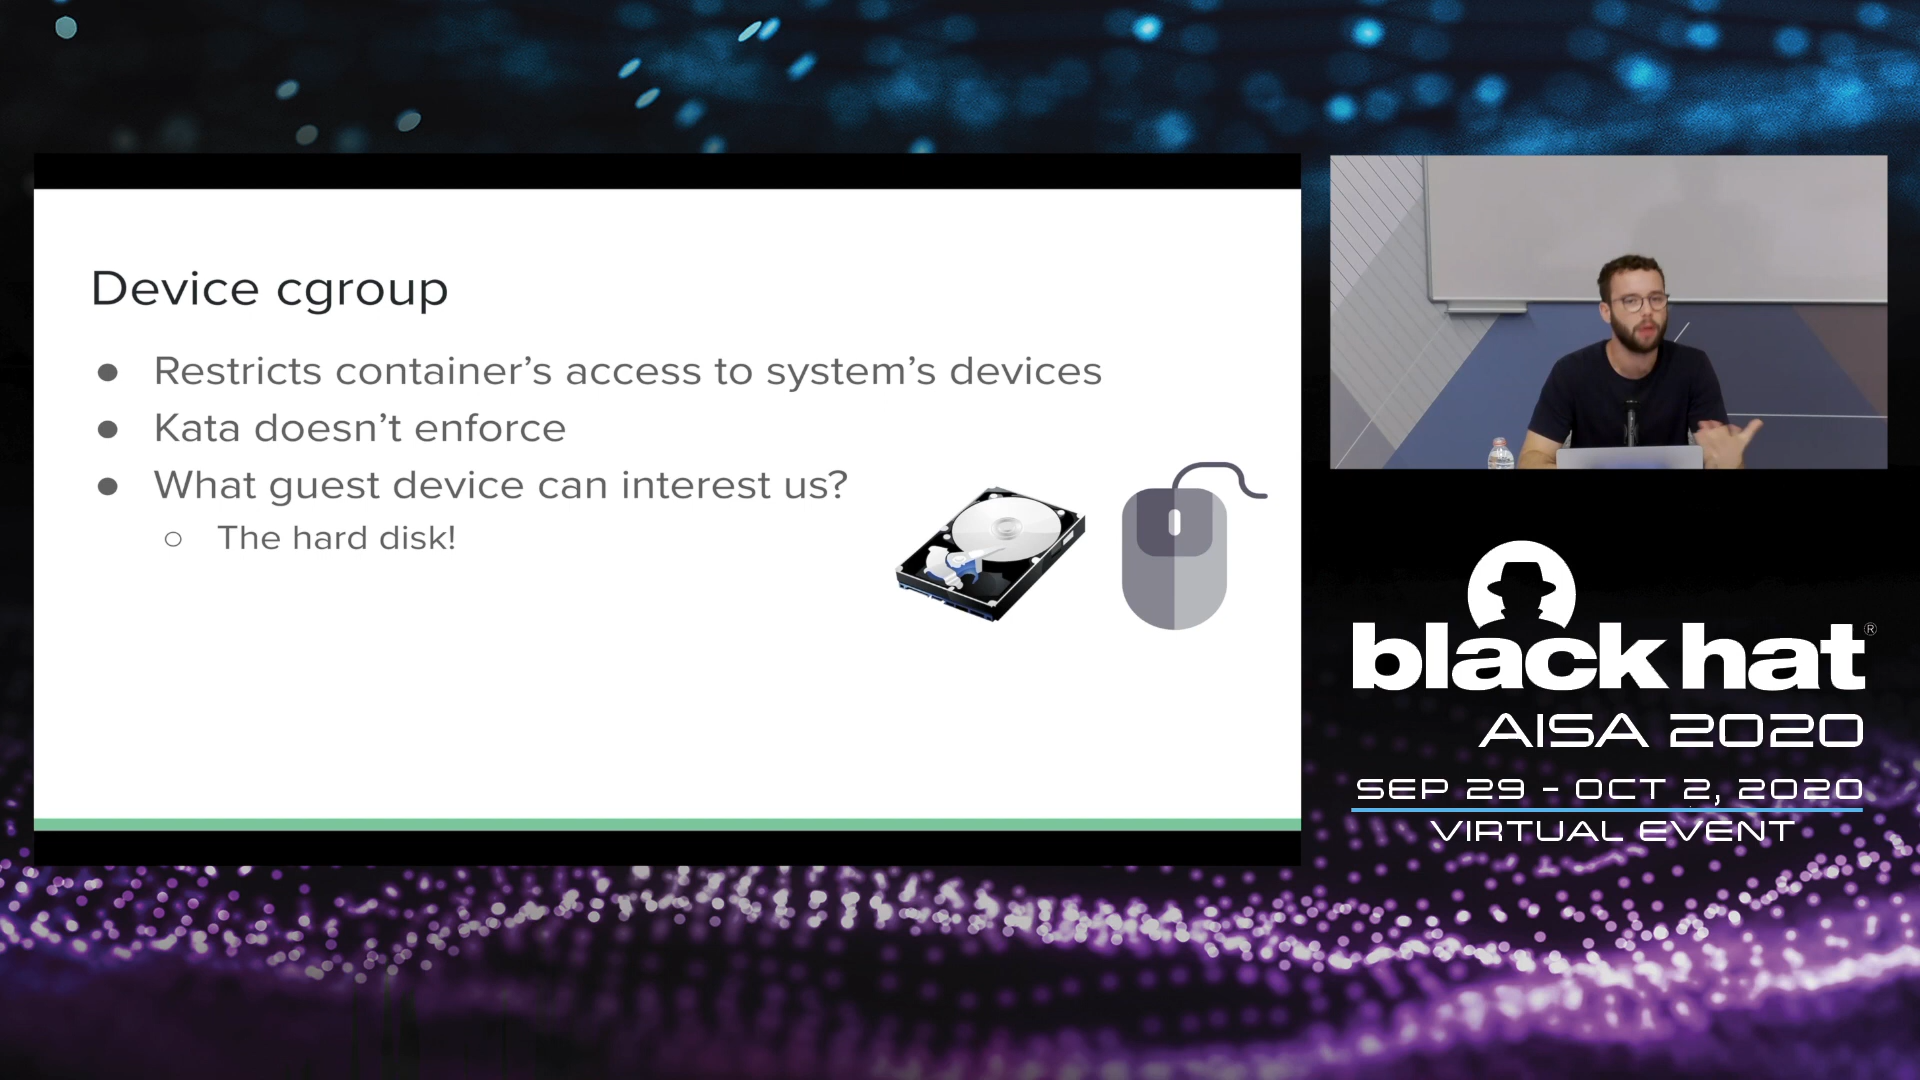 Device cgroup
● Restricts container’s access to system’s devices
● Kata doesn’t enforce
● What guest device can interest us?
○ The hard disk!
black hat®
AISA 2020
SEP 29 - OCT 2, 2020
VIRTUAL EVENT